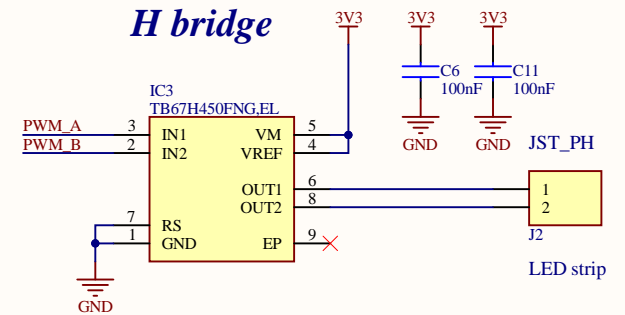 H bridge
3V3
3V3
3V3
IC3
TB67H450FNG,EL
C6
100nF
C11
100nF
PWM_A
3
IN1
VM
5
PWM_B
2
IN2
VREF
4
GND
GND
JST_PH
OUT1
6
1
OUT2
8
2
7
RS
1
GND
EP
9
J2
LED strip
GND